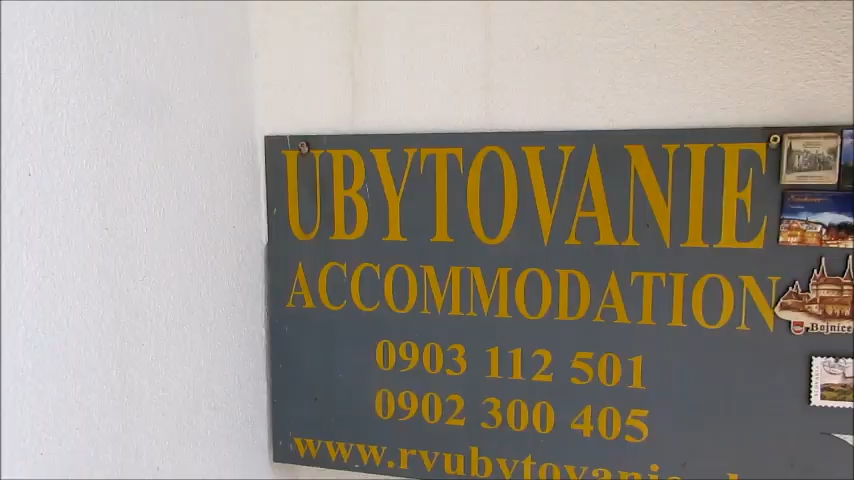 UBYTOVANIE
ACCOMMODATION
0903 112 501
0902 300 405
Bojnice